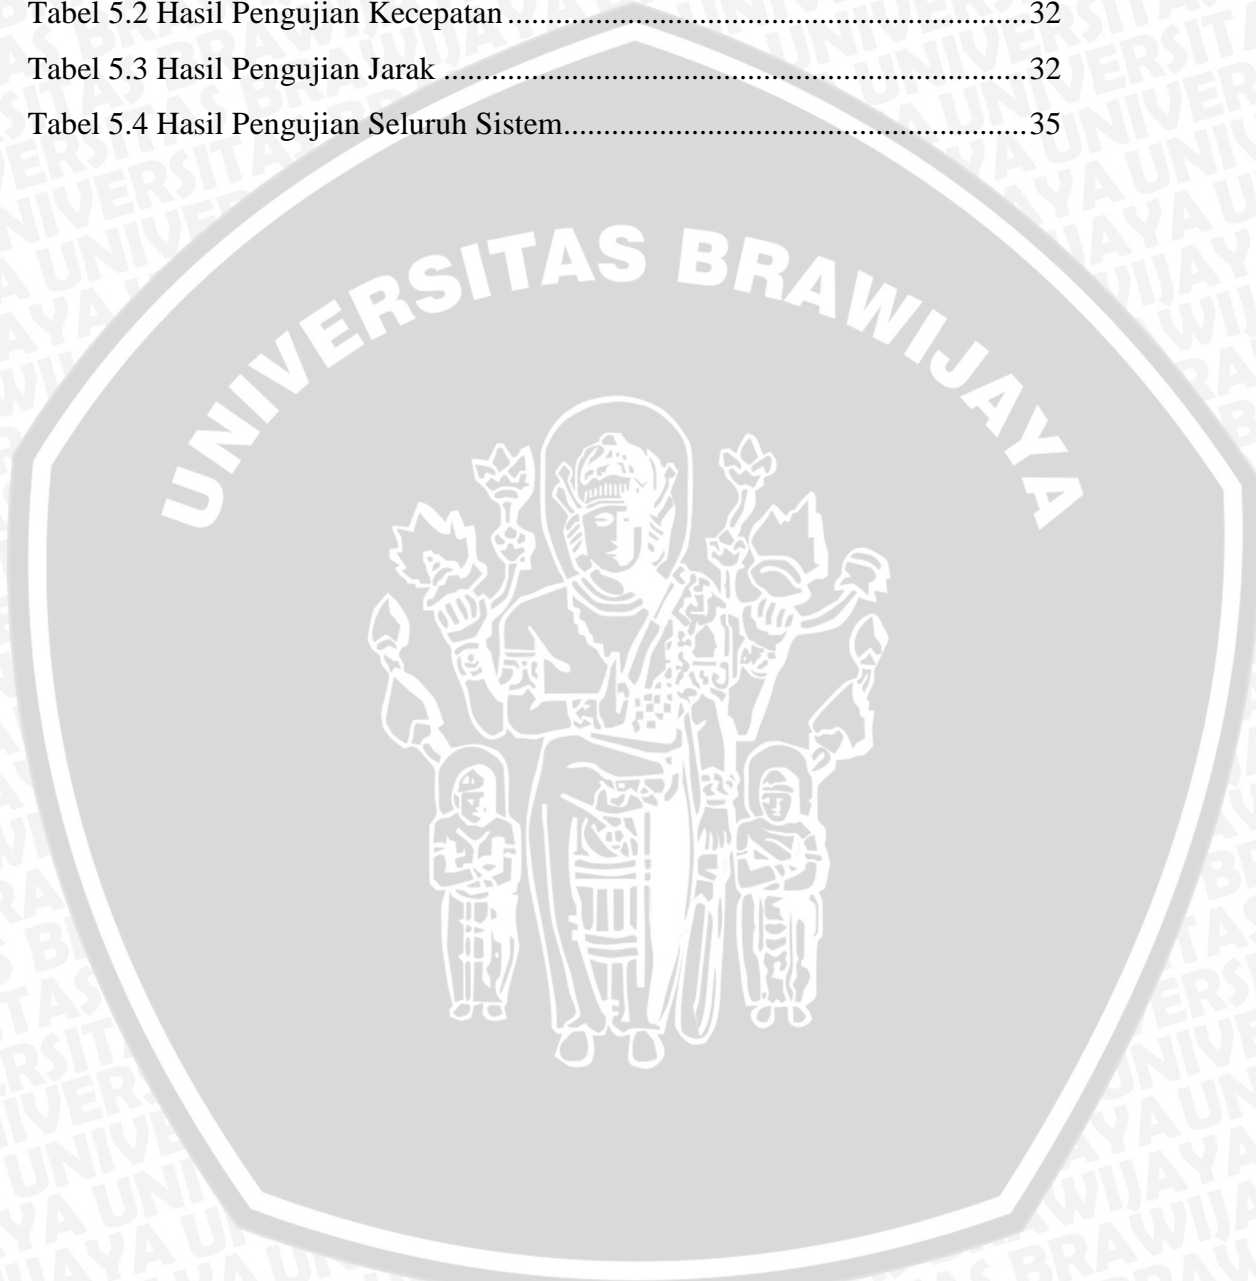 Tabel 5.2 Hasil Pengujian Kecepatan ................................................................. 32
Tabel 5.3 Hasil Pengujian Jarak ......................................................................... 32
Tabel 5.4 Hasil Pengujian Seluruh Sistem.......................................................... 35
UNIVERSITAS BRAWIJAYA